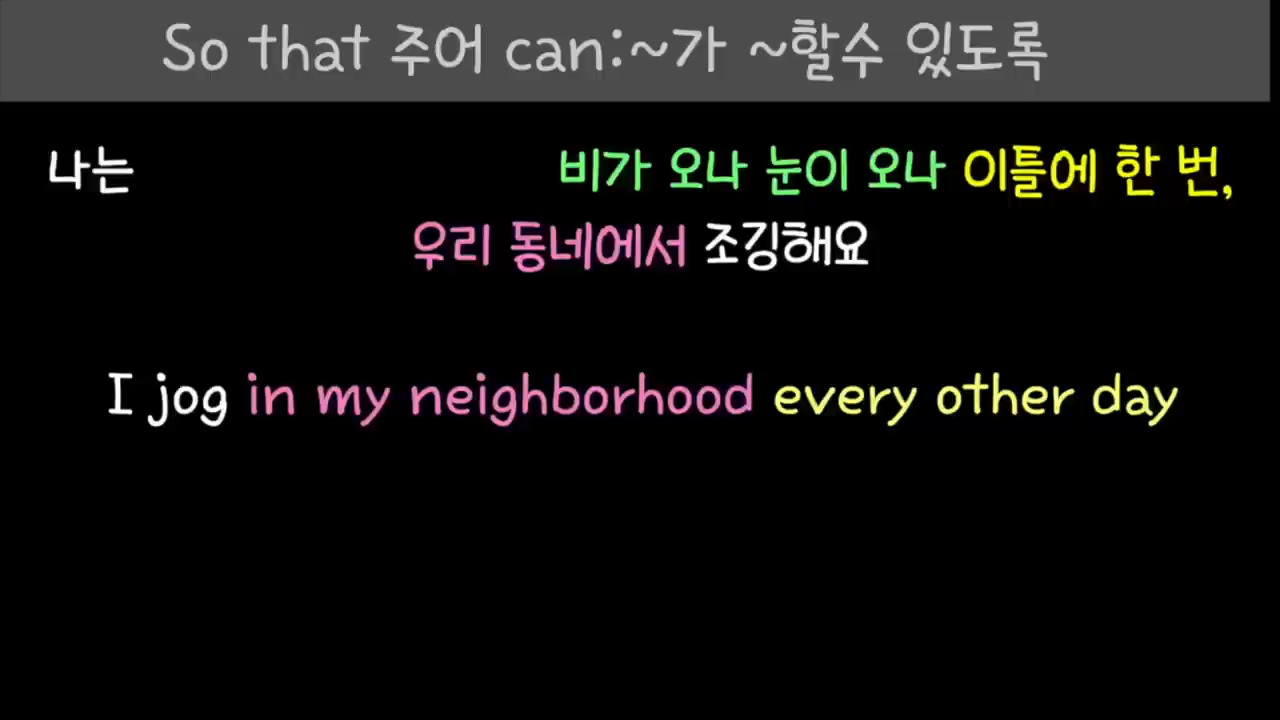 So that 주어 can:~가 ~할수 있도록
나는 비가 오나 눈이 오나 이틀에 한 번,
우리 동네에서 조깅해요
I jog in my neighborhood every other day